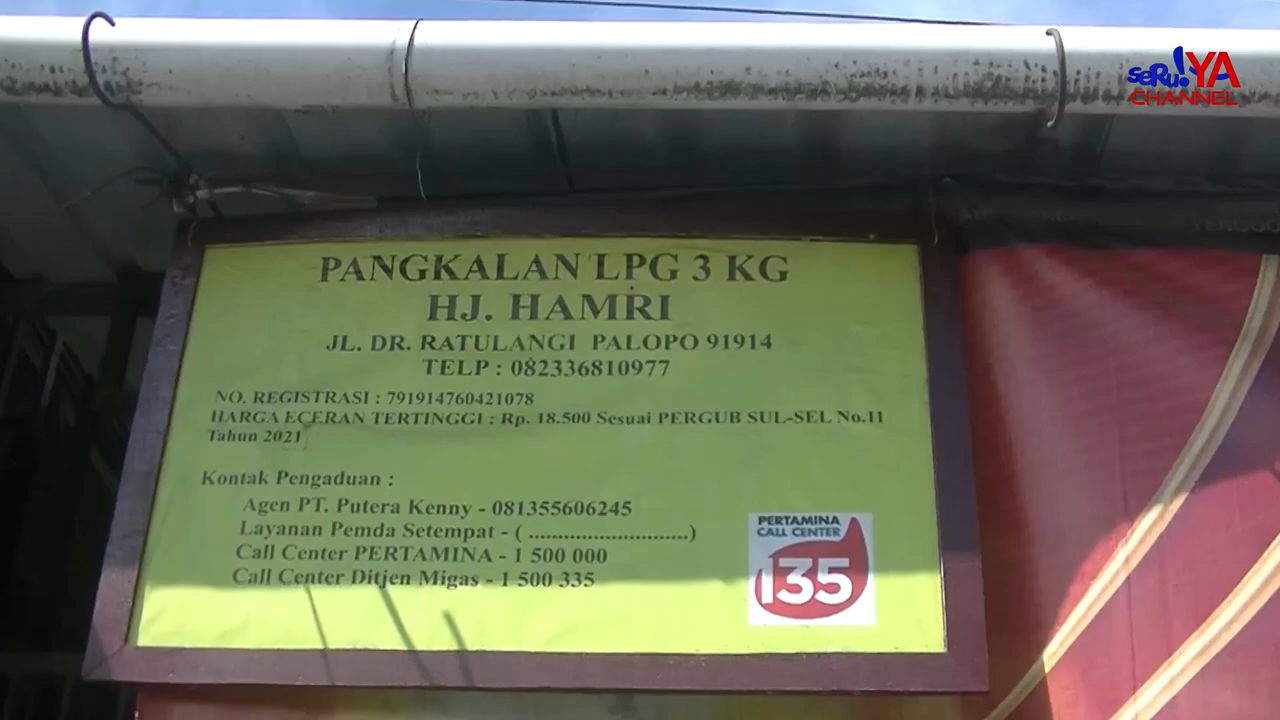 seRu!YA
CHANNEL
PANGKALAN LPG 3 KG
HJ. HAMRI
JL. DR. RATULANGI PALOPO 91914
TELP : 082336810977
NO. REGISTRASI : 791914760421078
HARGA ECERAN TERTINGGI : Rp. 18.500 Sesuai PERGUB SUL-SEL No.11
Tahun 2021
Kontak Pengaduan :
Agen PT. Putera Kenny - 081355606245
Layanan Pemda Setempat - ( ............................)
Call Center PERTAMINA - 1 500 000
Call Center Ditjen Migas - 1 500 335
PERTAMINA
CALL CENTER
135